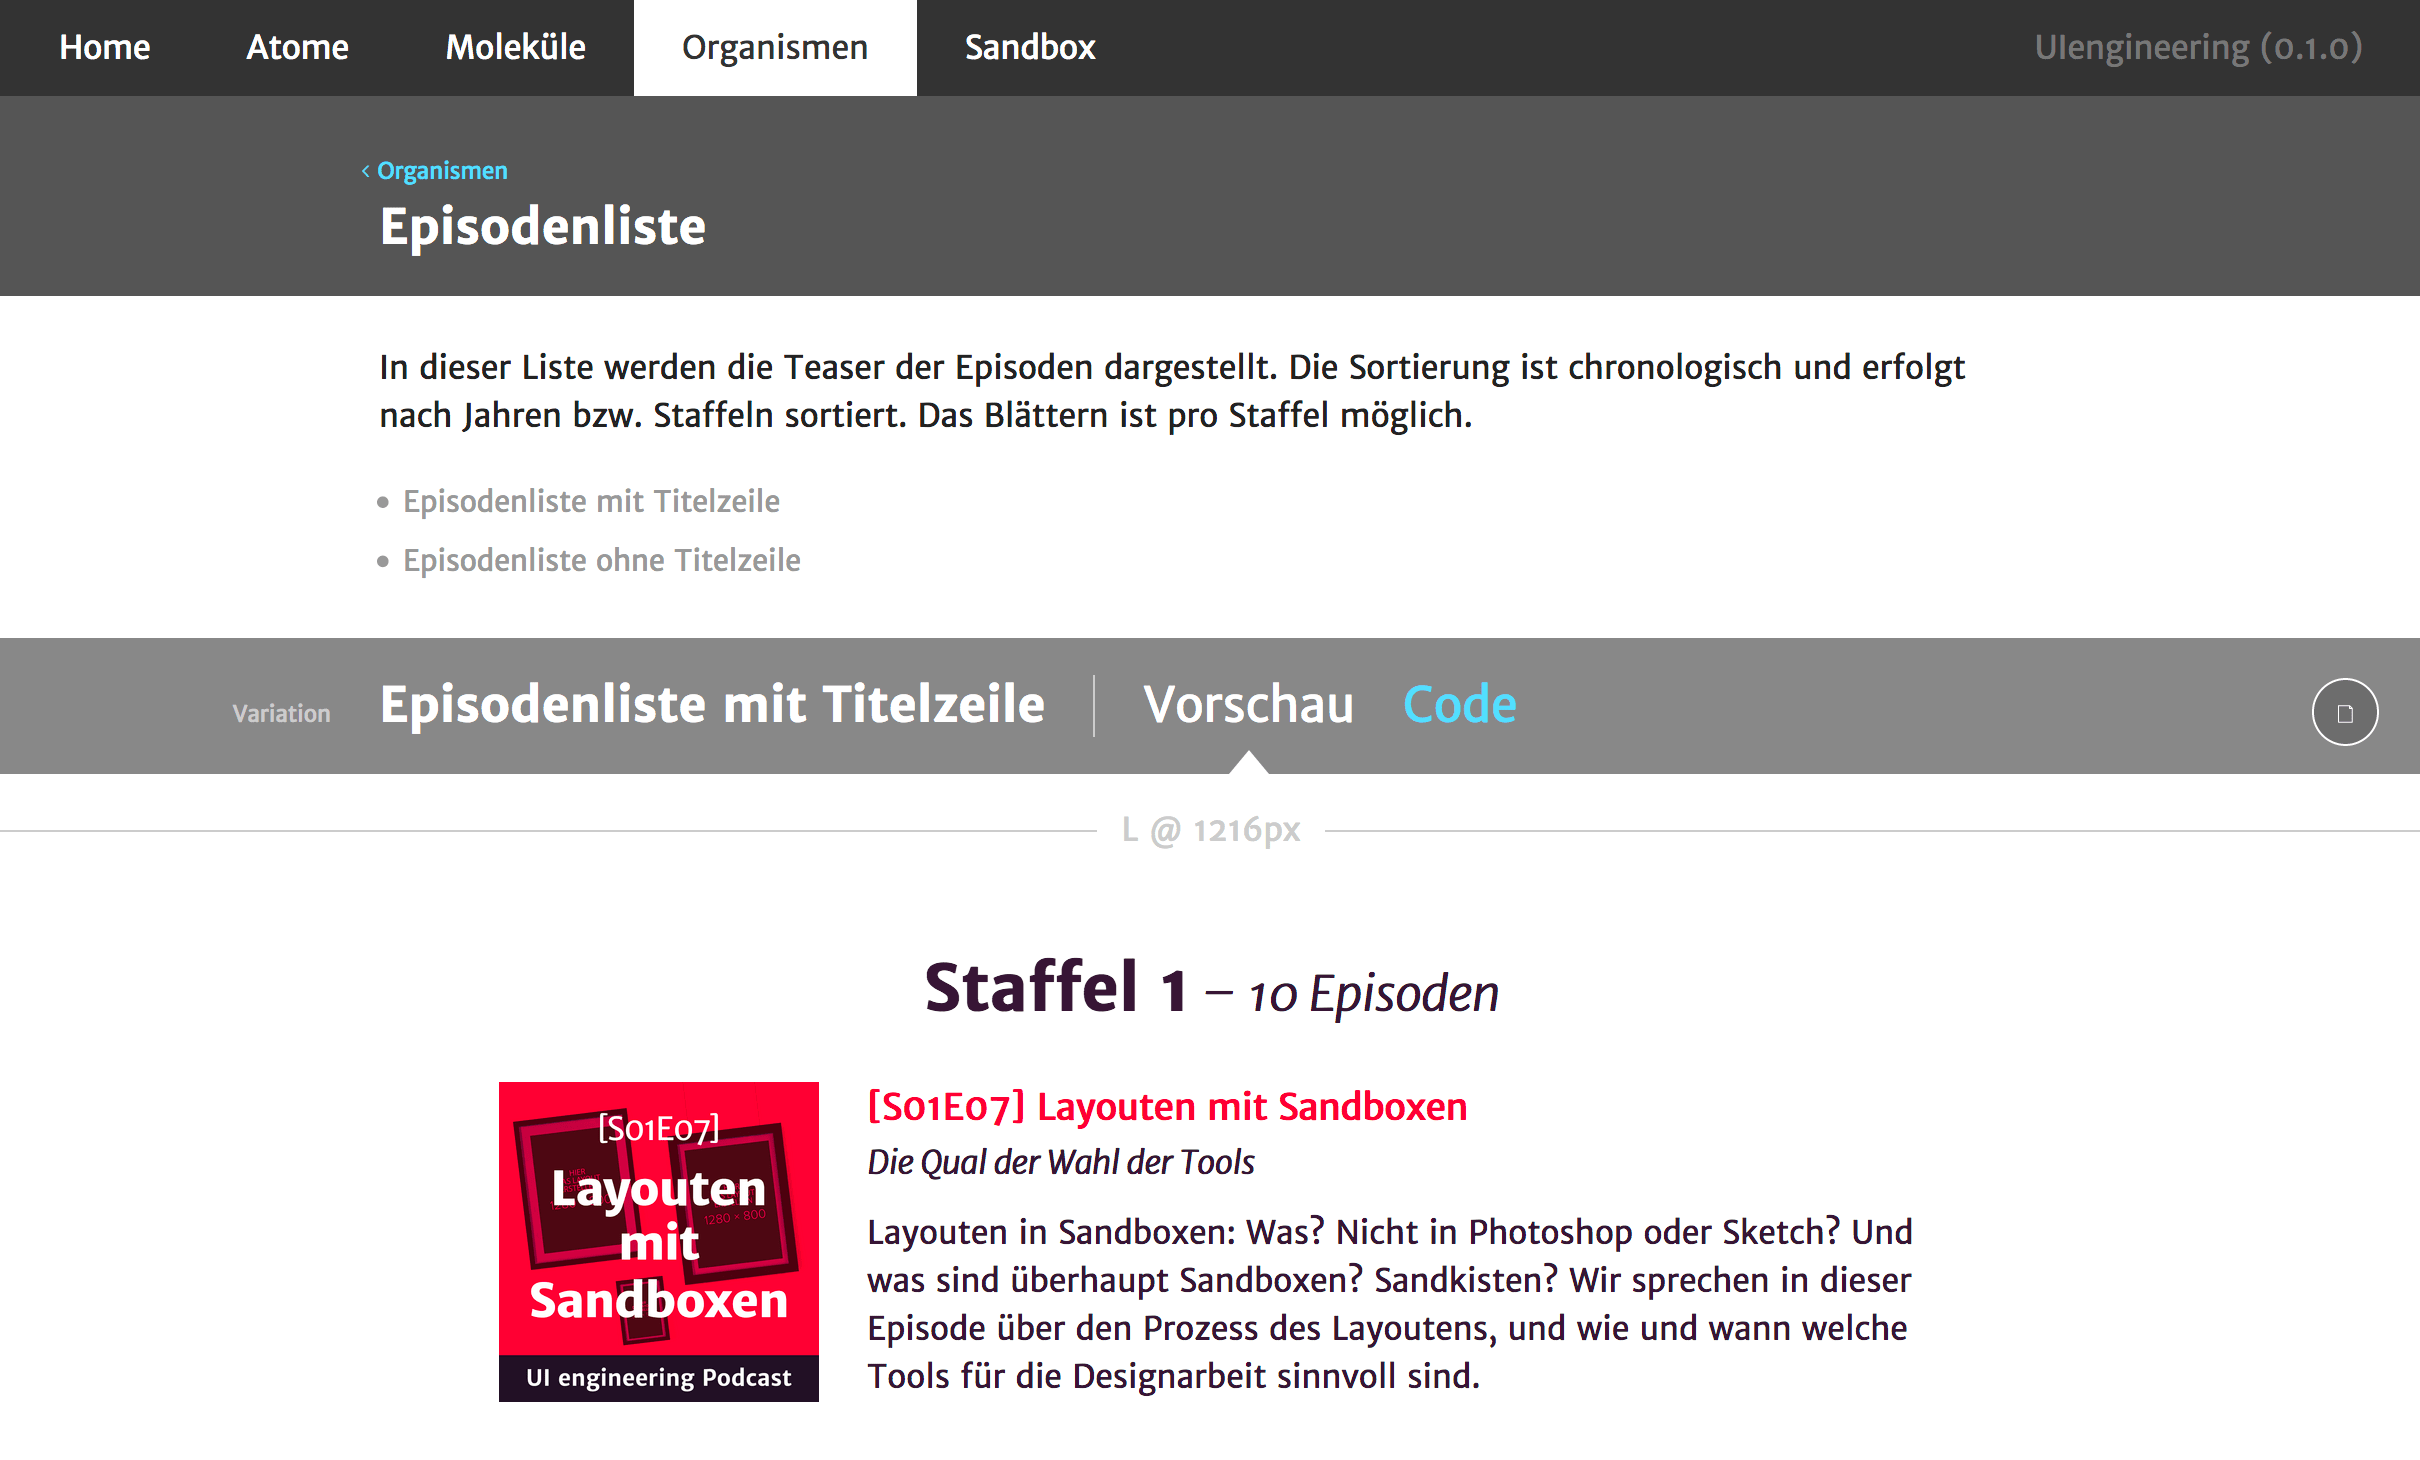 Home Atome Moleküle Organismen Sandbox UIengineering (0.1.0)
‹ Organismen
Episodenliste
In dieser Liste werden die Teaser der Episoden dargestellt. Die Sortierung ist chronologisch und erfolgt
nach Jahren bzw. Staffeln sortiert. Das Blättern ist pro Staffel möglich.
• Episodenliste mit Titelzeile
• Episodenliste ohne Titelzeile
Variation Episodenliste mit Titelzeile Vorschau Code
L @ 1216px
Staffel 1 – 10 Episoden
[S01E07]
Layouten
mit
Sandboxen
HIER
1280 × 800
UI engineering Podcast
[S01E07] Layouten mit Sandboxen
Die Qual der Wahl der Tools
Layouten in Sandboxen: Was? Nicht in Photoshop oder Sketch? Und
was sind überhaupt Sandboxen? Sandkisten? Wir sprechen in dieser
Episode über den Prozess des Layoutens, und wie und wann welche
Tools für die Designarbeit sinnvoll sind.